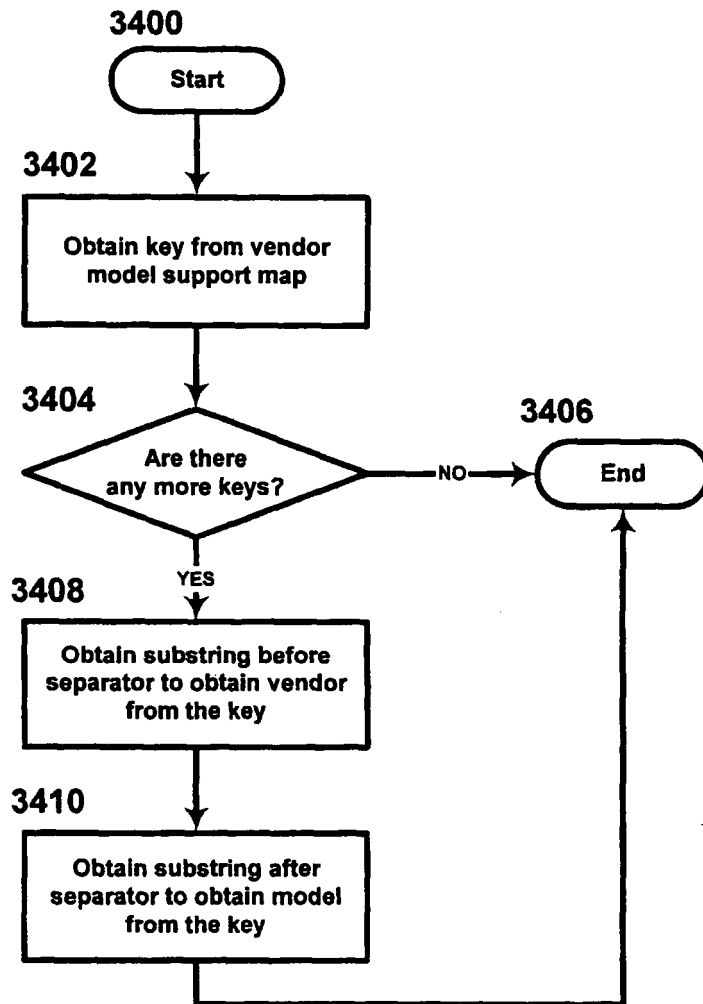 3400
Start
3402
Obtain key from vendor
model support map
3404
Are there
any more keys?
NO
3406
End
YES
3408
Obtain substring before
separator to obtain vendor
from the key
3410
Obtain substring after
separator to obtain model
from the key